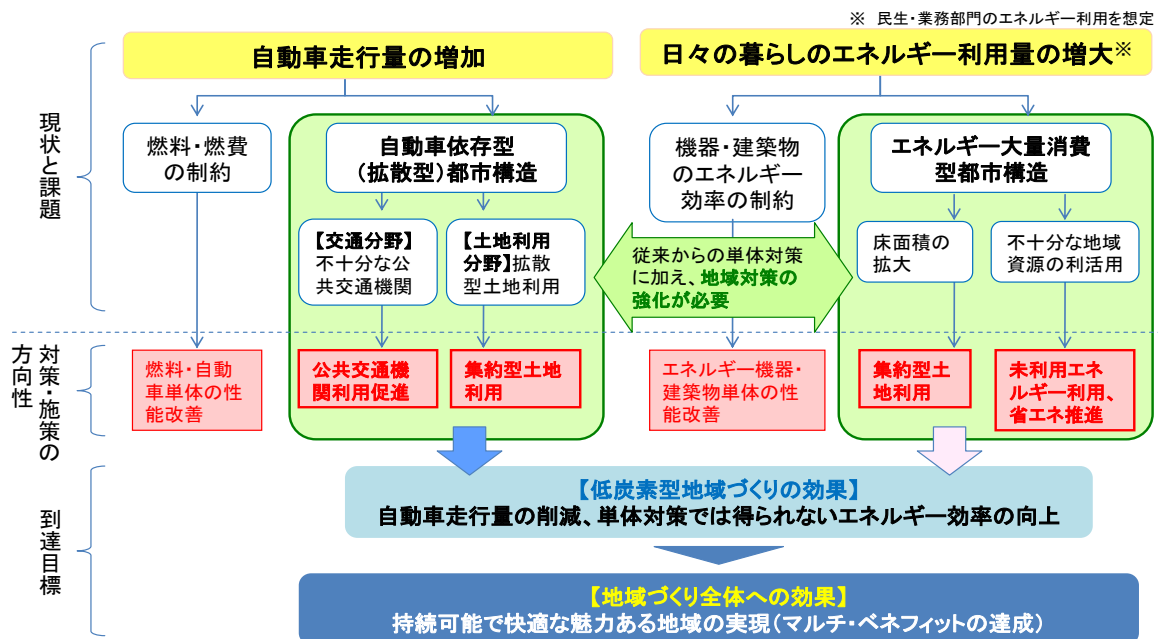 ※ 民生・業務部門のエネルギー利用を想定
自動車走行量の増加
日々の暮らしのエネルギー利用量の増大※
現状と課題
燃料・燃費
の制約
自動車依存型
（拡散型）都市構造
機器・建築物
のエネルギー
効率の制約
エネルギー大量消費
型都市構造
【交通分野】
不十分な公
共交通機関
【土地利用
分野】拡散
型土地利用
従来からの単体対策
に加え、地域対策の
強化が必要
床面積の
拡大
不十分な地域
資源の利活用
対策・施策の
方向性
燃料・自動
車単体の性
能改善
公共交通機
関利用促進
集約型土地
利用
エネルギー機器・
建築物単体の性
能改善
集約型土
地利用
未利用エネ
ルギー利用、
省エネ推進
到達目標
【低炭素型地域づくりの効果】
自動車走行量の削減、単体対策では得られないエネルギー効率の向上
【地域づくり全体への効果】
持続可能で快適な魅力ある地域の実現（マルチ・ベネフィットの達成）